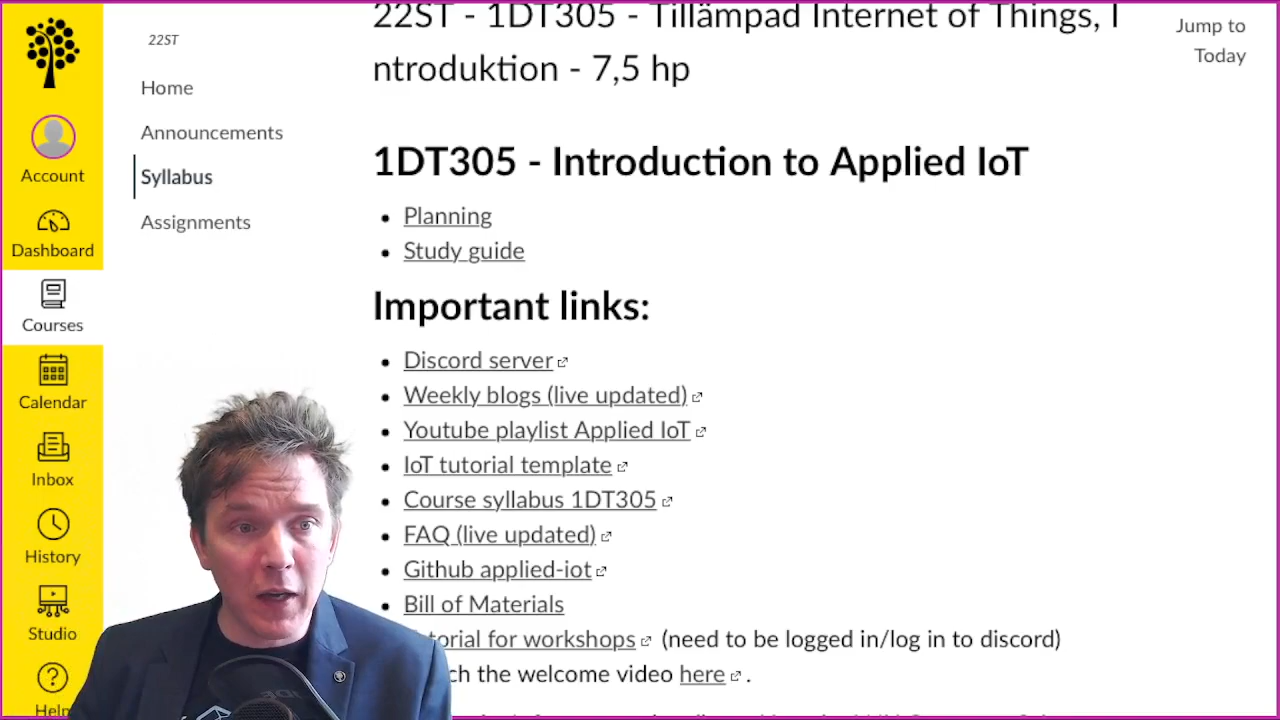 22ST - 1DT305 - Tillämpad Internet of Things, I
ntroduktion - 7,5 hp
Jump to
Today
22ST
Home
Announcements
Syllabus
Assignments
Account
Dashboard
Courses
Calendar
Inbox
History
Studio
Help
1DT305 - Introduction to Applied IoT
Planning
Study guide
Important links:
Discord server
Weekly blogs (live updated)
Youtube playlist Applied IoT
IoT tutorial template
Course syllabus 1DT305
FAQ (live updated)
Github applied-iot
Bill of Materials
torial for workshops (need to be logged in/log in to discord)
ch the welcome video here .